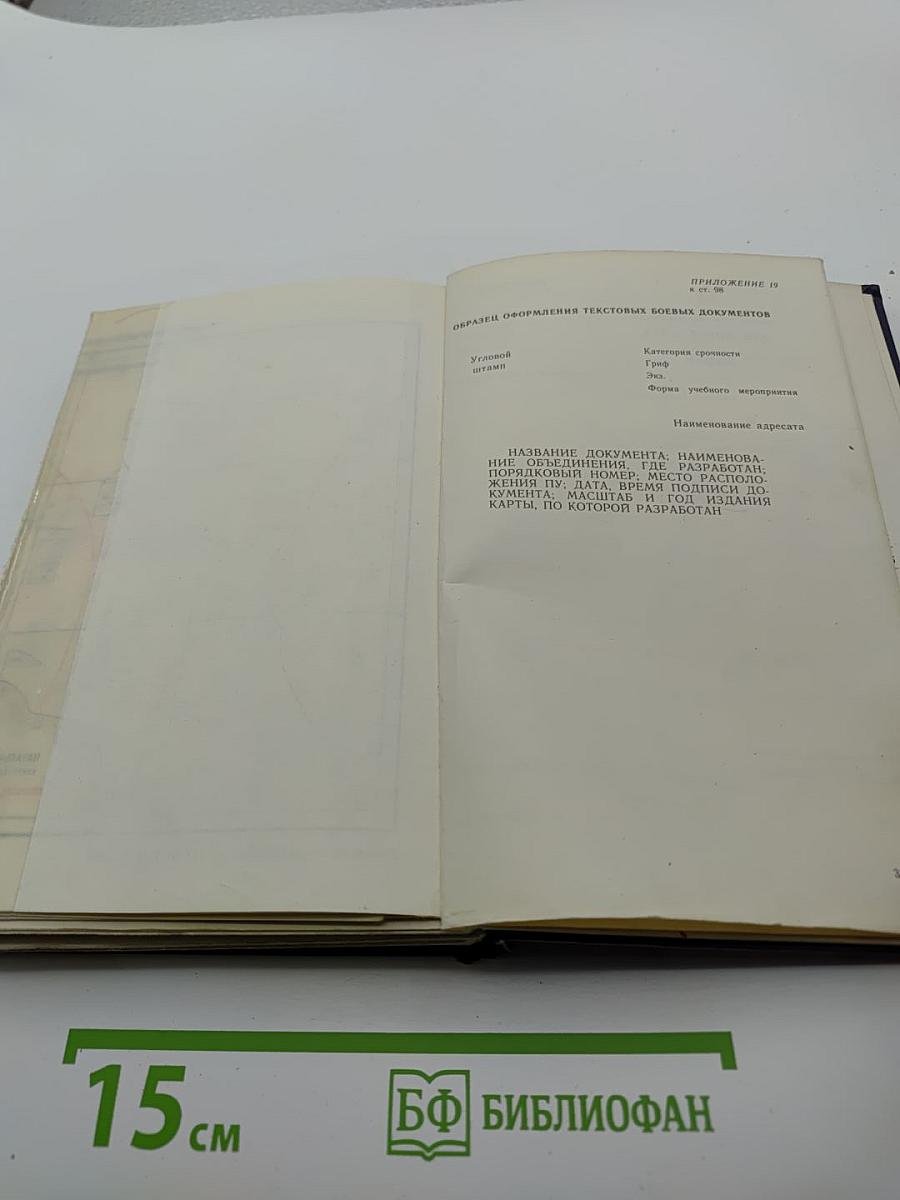 ПРИЛОЖЕНИЕ 19
к ст. 98
ОБРАЗЕЦ ОФОРМЛЕНИЯ ТЕКСТОВЫХ БОЕВЫХ ДОКУМЕНТОВ
Угловой
штамп
Категория срочности
Гриф
Экз.
Форма учебного мероприятия
Наименование адресата
НАЗВАНИЕ ДОКУМЕНТА; НАИМЕНОВА-
НИЕ ОБЪЕДИНЕНИЯ, ГДЕ РАЗРАБОТАН;
ПОРЯДКОВЫЙ НОМЕР; МЕСТО РАСПОЛО-
ЖЕНИЯ ПУ; ДАТА, ВРЕМЯ ПОДПИСИ ДО-
КУМЕНТА; МАСШТАБ И ГОД ИЗДАНИЯ
КАРТЫ, ПО КОТОРОЙ РАЗРАБОТАН
15 см
БФ БИБЛИОФАН